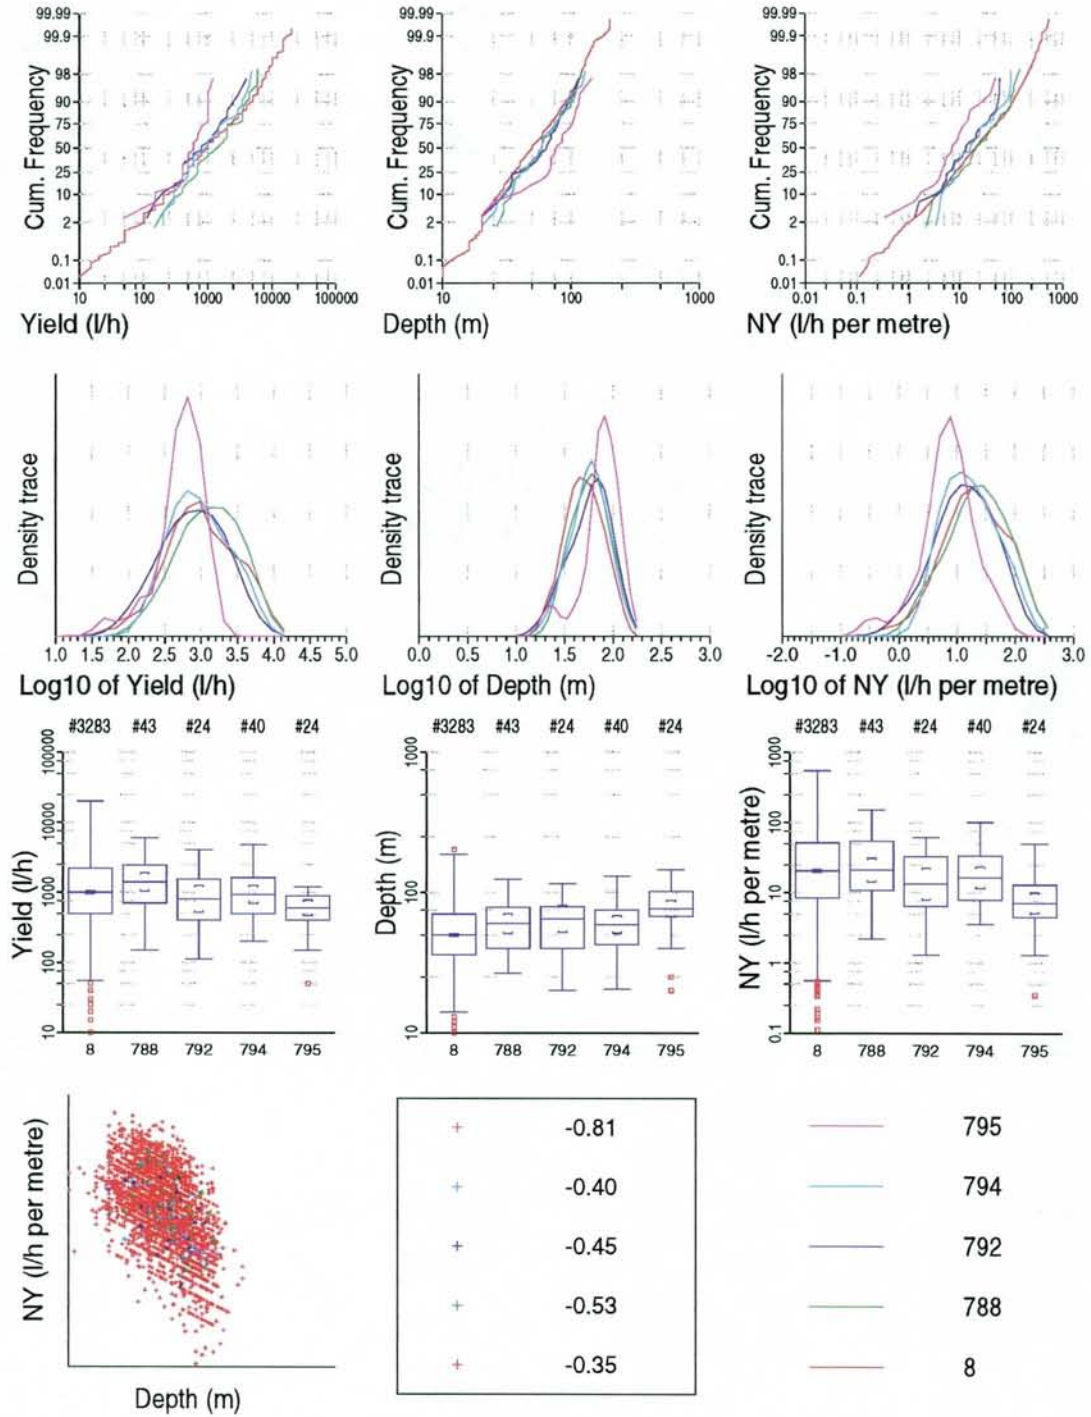 99.99
99.9
98
90
75
50
25
10
2
0.1
0.01
Cum. Frequency
10 100 1000 10000 100000
Yield (l/h)
99.99
99.9
98
90
75
50
25
10
2
0.1
0.01
Cum. Frequency
10 100 1000
Depth (m)
99.99
99.9
98
90
75
50
25
10
2
0.1
0.01
Cum. Frequency
0.01 0.1 1 10 100 1000
NY (l/h per metre)
Density trace
1.0 1.5 2.0 2.5 3.0 3.5 4.0 4.5 5.0
Log10 of Yield (l/h)
Density trace
0.0 0.5 1.0 1.5 2.0 2.5 3.0
Log10 of Depth (m)
Density trace
-2.0 -1.0 0.0 1.0 2.0 3.0
Log10 of NY (l/h per metre)
#3283 #43 #24 #40 #24
100000
10000
1000
100
10
Yield (l/h)
8 788 792 794 795
#3283 #43 #24 #40 #24
1000
100
10
Depth (m)
8 788 792 794 795
#3283 #43 #24 #40 #24
1000
100
10
1
0.1
NY (l/h per metre)
8 788 792 794 795
NY (l/h per metre)
Depth (m)
-0.81
-0.40
-0.45
-0.53
-0.35
795
794
792
788
8